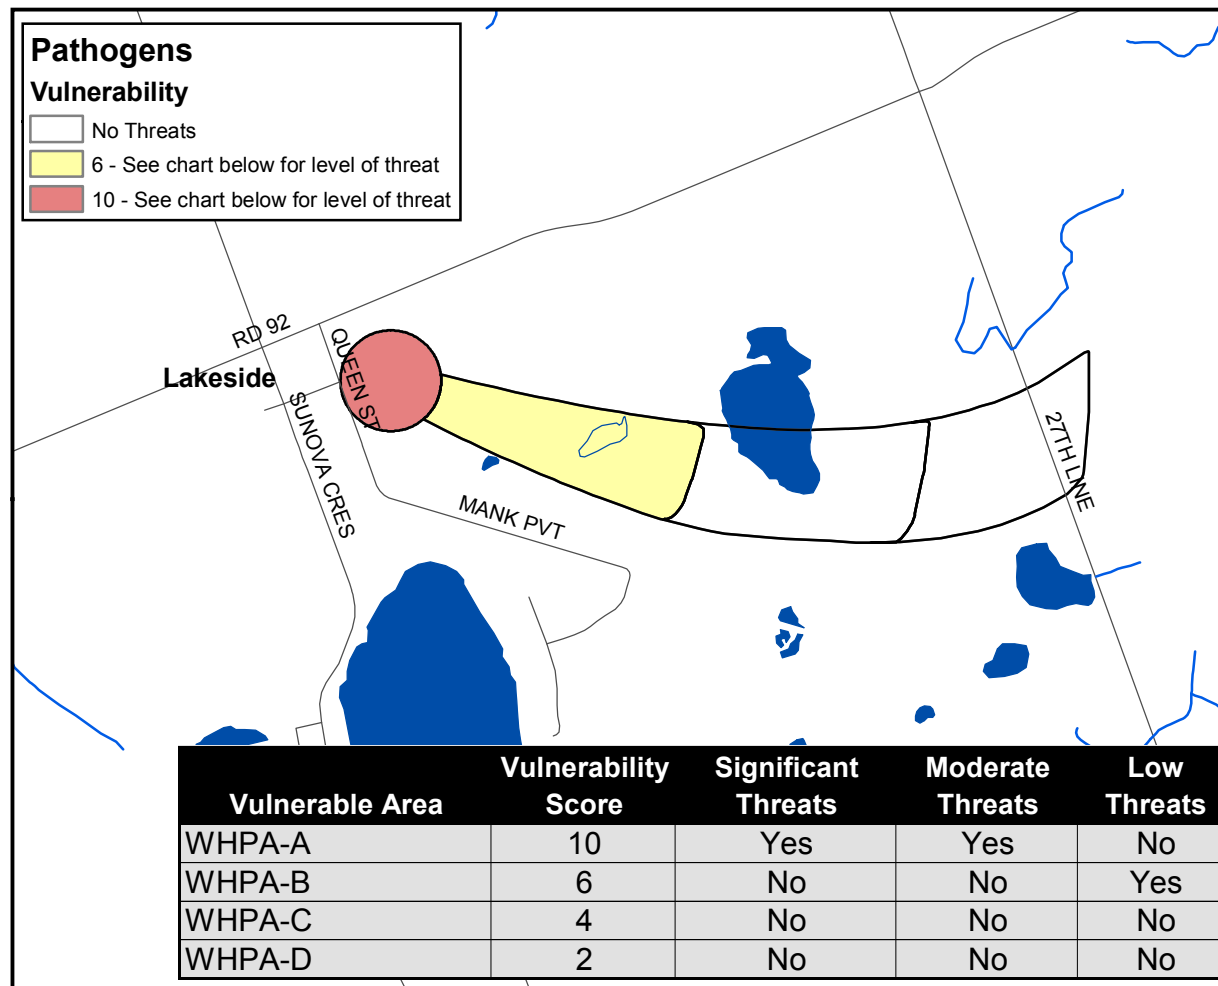 Pathogens
Vulnerability
No Threats
6 - See chart below for level of threat
10 - See chart below for level of threat
RD 92
QUEEN ST
Lakeside
SUNOVA CRES
27TH LINE
MANK PVT
Vulnerable Area Vulnerability Score Significant Threats Moderate Threats Low Threats
WHPA-A 10 Yes Yes No
WHPA-B 6 No No Yes
WHPA-C 4 No No No
WHPA-D 2 No No No